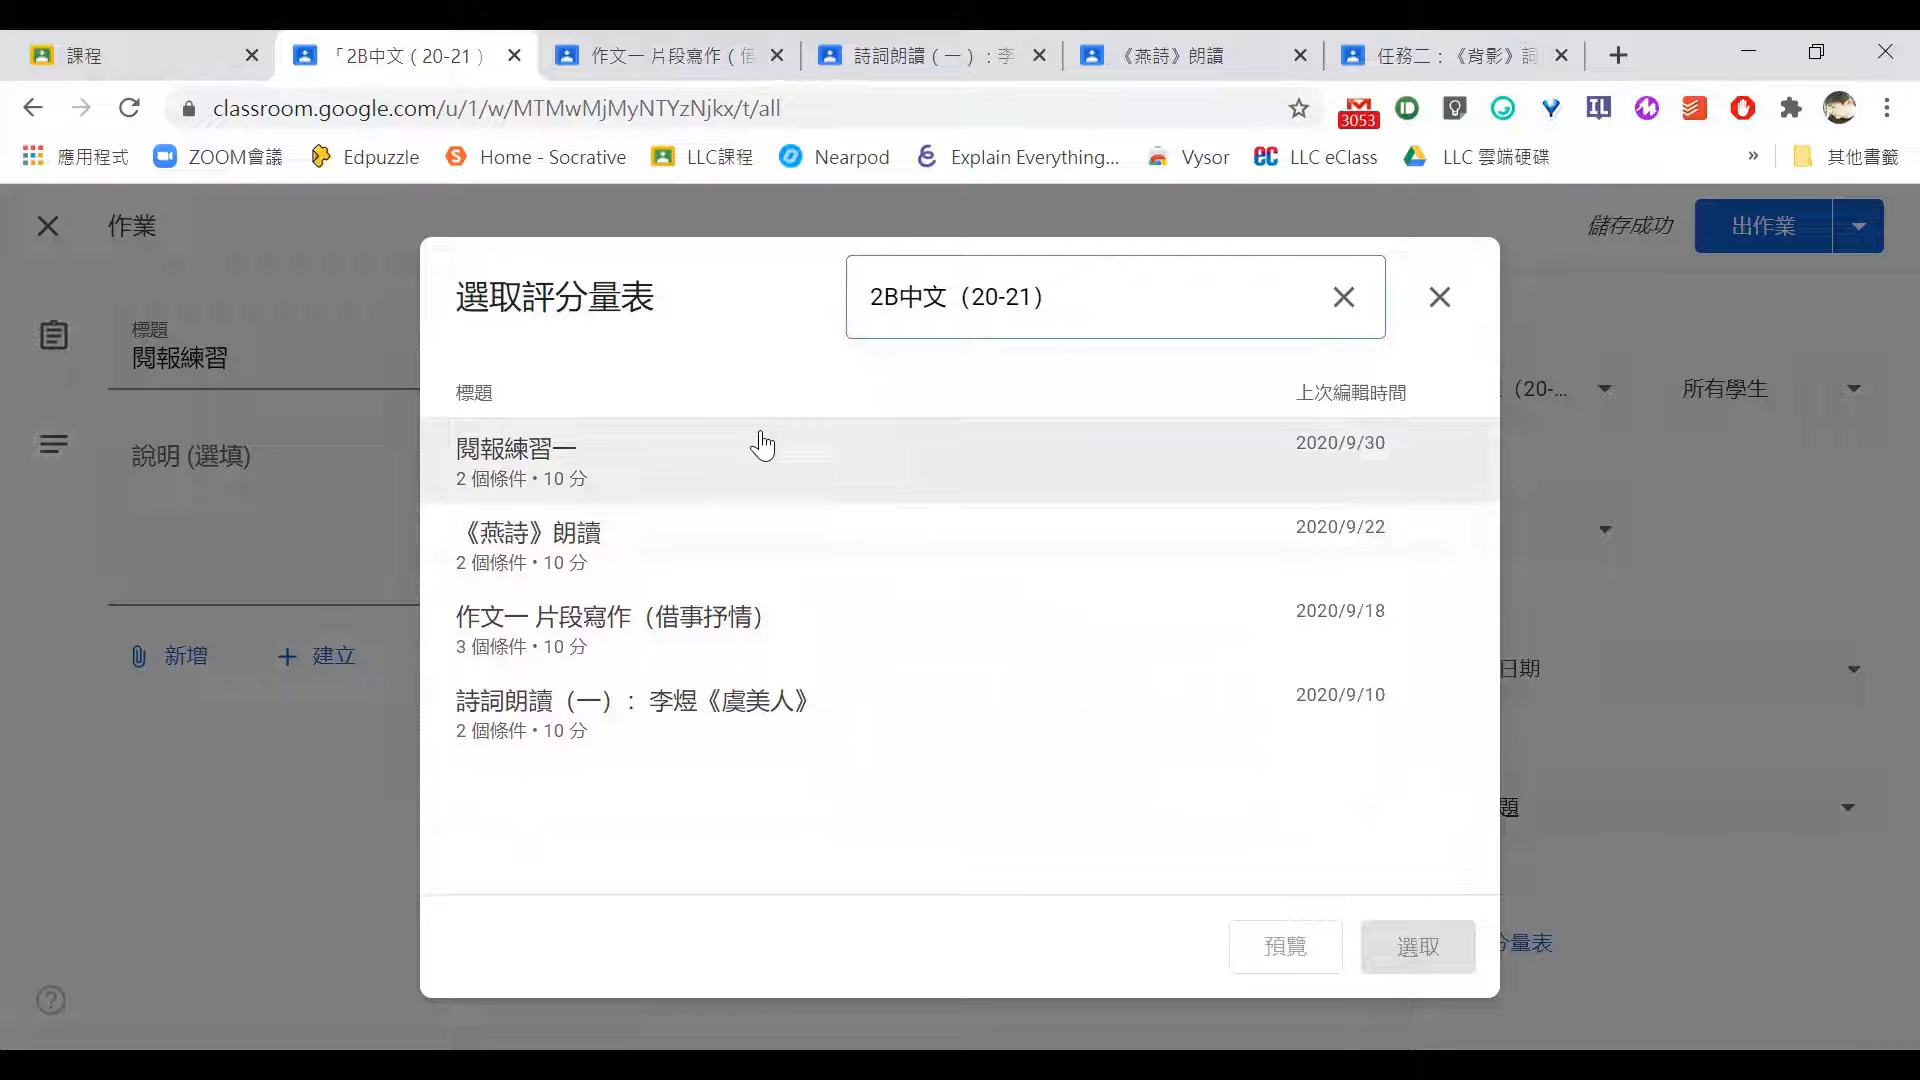 課程
「2B中文（20-21）
作文一 片段寫作（借
詩詞朗讀（一）：李
《燕詩》朗讀
任務二：《背影》詞
classroom.google.com/u/1/w/MTMwMjMyNTYzNjkx/t/all
3053
應用程式
ZOOM會議
Edpuzzle
Home - Socrative
LLC課程
Nearpod
Explain Everything...
Vysor
LLC eClass
LLC 雲端硬碟
其他書籤
作業
儲存成功
出作業
選取評分量表
2B中文（20-21）
標題
閱報練習
（20-...
所有學生
標題
上次編輯時間
閱報練習一
2020/9/30
2 個條件 • 10 分
說明 (選填)
《燕詩》朗讀
2020/9/22
2 個條件 • 10 分
作文一 片段寫作（借事抒情）
2020/9/18
3 個條件 • 10 分
新增
建立
日期
詩詞朗讀（一）：李煜《虞美人》
2020/9/10
2 個條件 • 10 分
題
預覽
選取
分量表